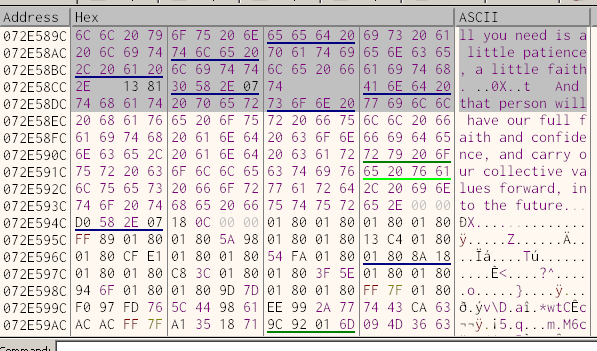 Address Hex ASCII
072E589C 6C 6C 20 79 6F 75 20 6E 65 65 64 20 69 73 20 61 ll you need is a
072E58AC 20 6C 69 74 74 6C 65 20 70 61 74 69 65 6E 63 65 little patience
072E58BC 2C 20 61 20 6C 69 74 74 6C 65 20 66 61 69 74 68 , a little faith
072E58CC 2E 13 81 30 58 2E 07 74 41 6E 64 20 . ..0X..t And
072E58DC 74 68 61 74 20 70 65 72 73 6F 6E 20 77 69 6C 6C that person will
072E58EC 20 68 61 76 65 20 6F 75 72 20 66 75 6C 6C 20 66 have our full f
072E58FC 61 69 74 68 20 61 6E 64 20 63 6F 6E 66 69 64 65 aith and confide
072E590C 6E 63 65 2C 20 61 6E 64 20 63 61 72 72 79 20 6F nce, and carry o
072E591C 75 72 20 63 6F 6C 6C 65 63 74 69 76 65 20 76 61 ur collective va
072E592C 6C 75 65 73 20 66 6F 72 77 61 72 64 2C 20 69 6E lues forward, in
072E593C 74 6F 20 74 68 65 20 66 75 74 75 72 65 2E 00 00 to the future...
072E594C D0 58 2E 07 18 0C 00 00 01 80 01 80 01 80 01 80 ÐX..............
072E595C FF 89 01 80 01 80 5A 98 01 80 01 80 13 C4 01 80 ÿ.....Z......Ä..
072E596C 01 80 CF E1 01 80 01 80 54 FA 01 80 01 80 8A 18 ..Ïá....Tú......
072E597C 01 80 01 80 C8 3C 01 80 01 80 3F 5E 01 80 01 80 ....È<....?^....
072E598C 94 6F 01 80 01 80 9D 7D 01 80 01 80 FF 7F 01 80 .o.....}....ÿ...
072E599C F0 97 FD 76 5C 44 98 61 EE 99 2A 77 74 43 CA 63 ð.ýv\D.aî.*wtCÊc
072E59AC AC AC FF 7F A1 35 18 71 9C 92 01 6D 09 4D 36 63 ¬¬ÿ.¡5.q...m.M6c
Command: